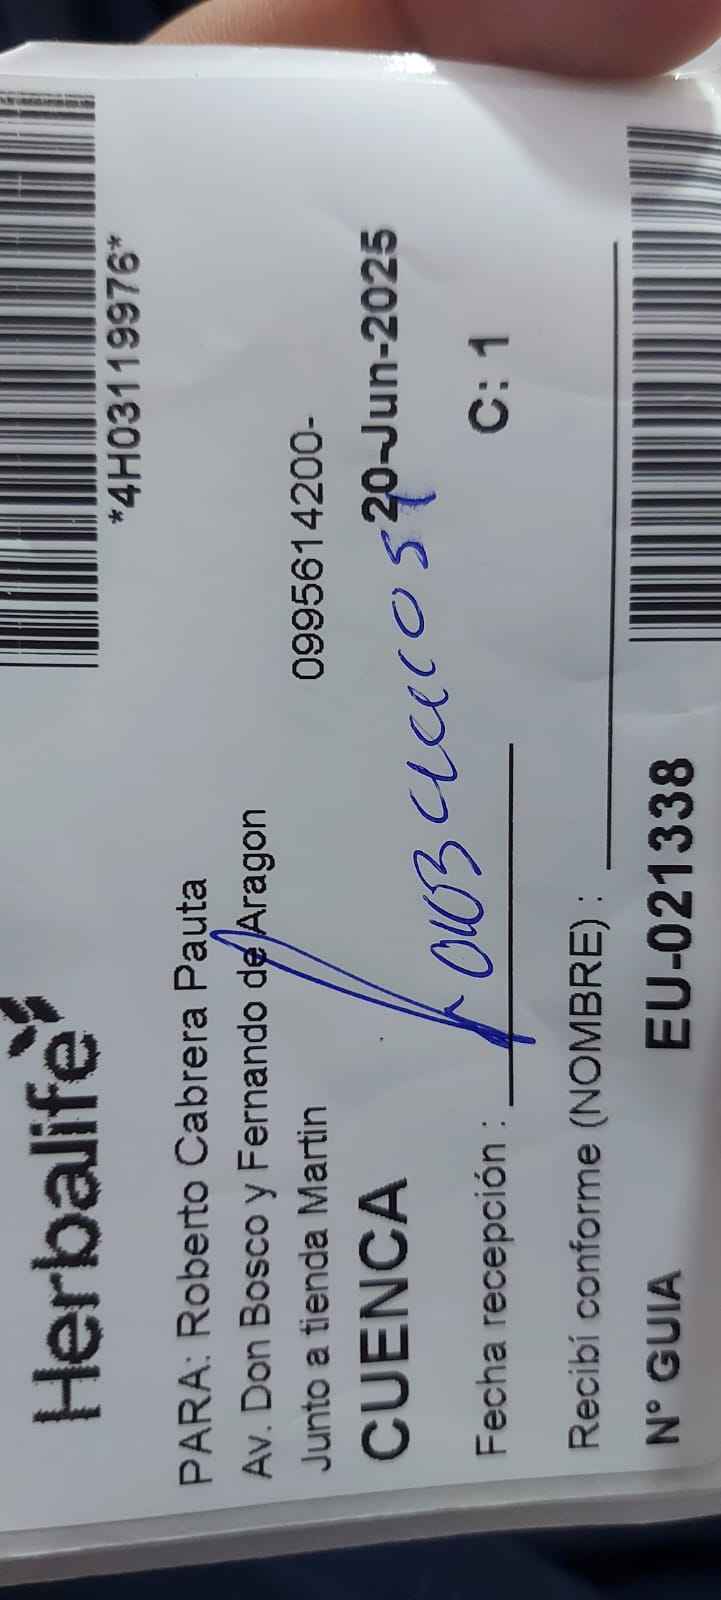 Herbalife
*4H03119976*
PARA: Roberto Cabrera Pauta
Av. Don Bosco y Fernando de Aragon
Junto a tienda Martin 0995614200-
CUENCA 20-Jun-2025
Fecha recepción : C: 1
Recibí conforme (NOMBRE) :
N° GUIA EU-021338